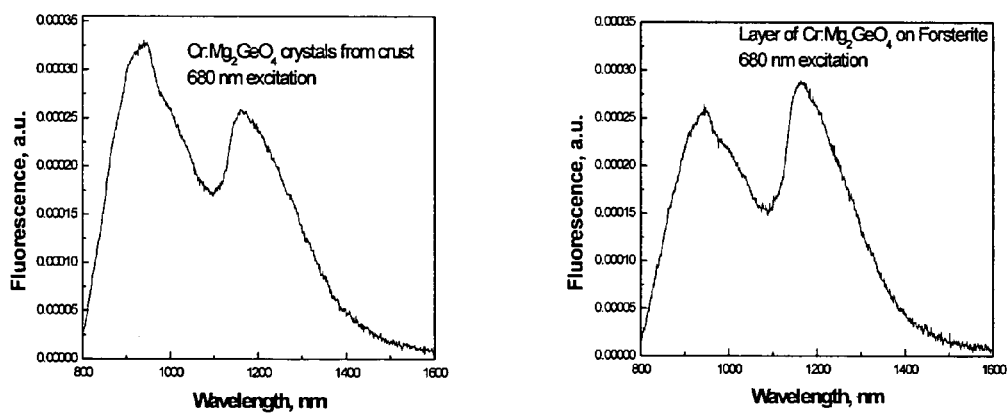 0.00035
0.00030
0.00025
0.00020
0.00015
0.00010
0.00005
0.00000
Fluorescence, a.u.
Cr:Mg₂GeO₄ crystals from crust
680 nm excitation
800 1000 1200 1400 1600
Wavelength, nm
0.00035
0.00030
0.00025
0.00020
0.00015
0.00010
0.00005
0.00000
Fluorescence, a.u.
Layer of Cr:Mg₂GeO₄ on Forsterite
680 nm excitation
800 1000 1200 1400 1600
Wavelength, nm